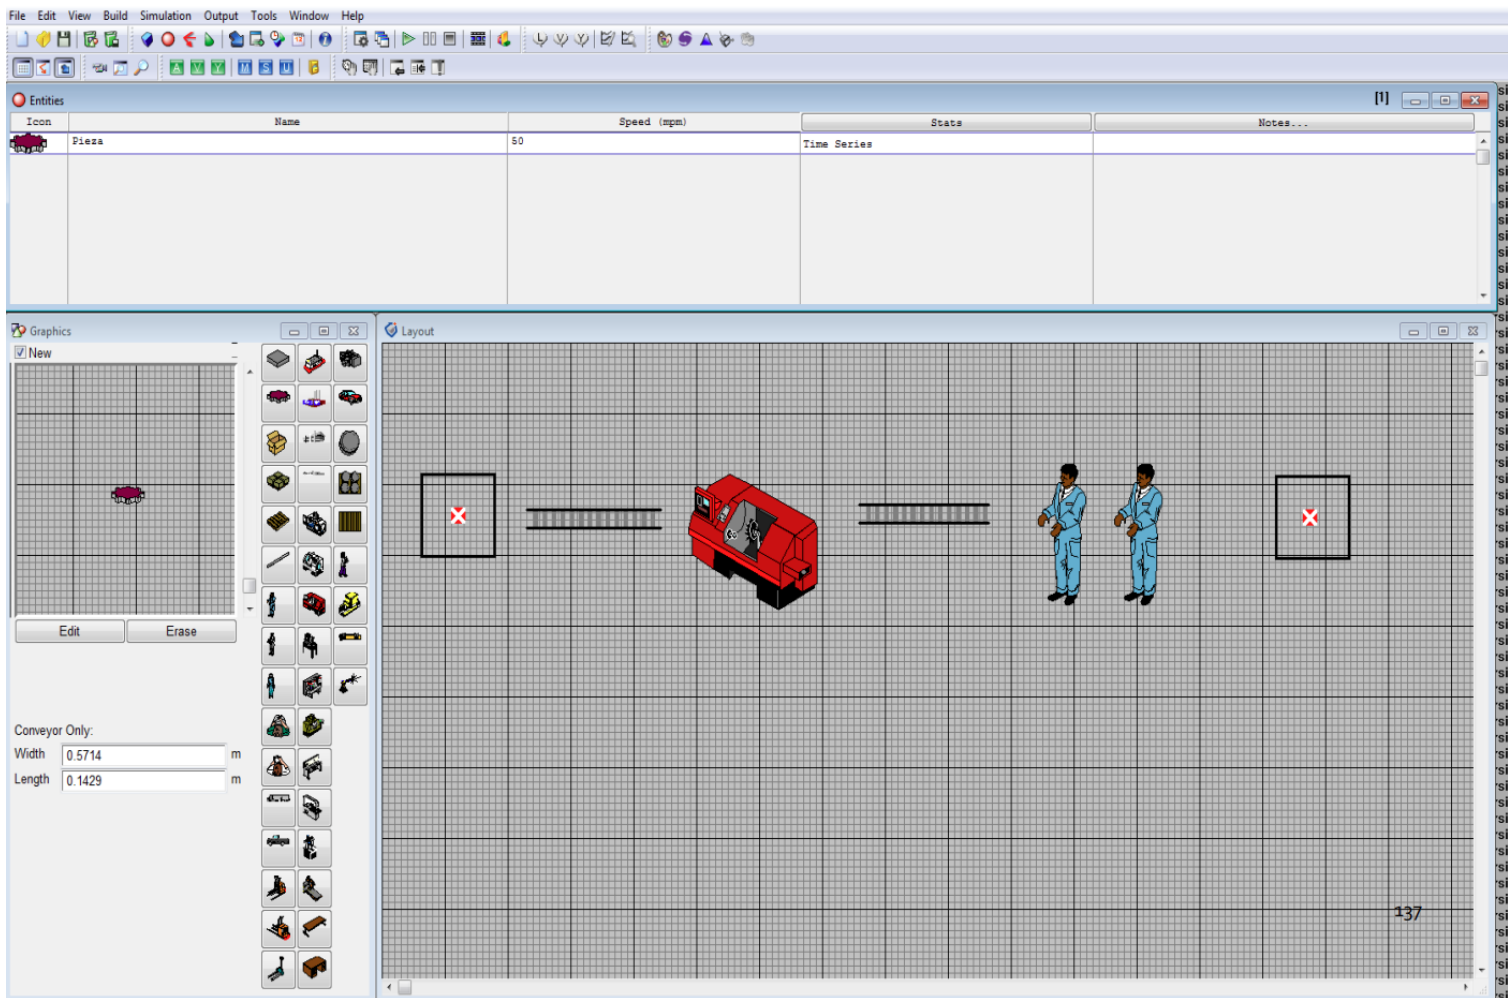 File Edit View Build Simulation Output Tools Window Help
Entities
[1]
Icon Name Speed (mpm) Stats Notes...
Pieza 50 Time Series
Graphics
New
Edit Erase
Conveyor Only:
Width 0.5714 m
Length 0.1429 m
Layout
137